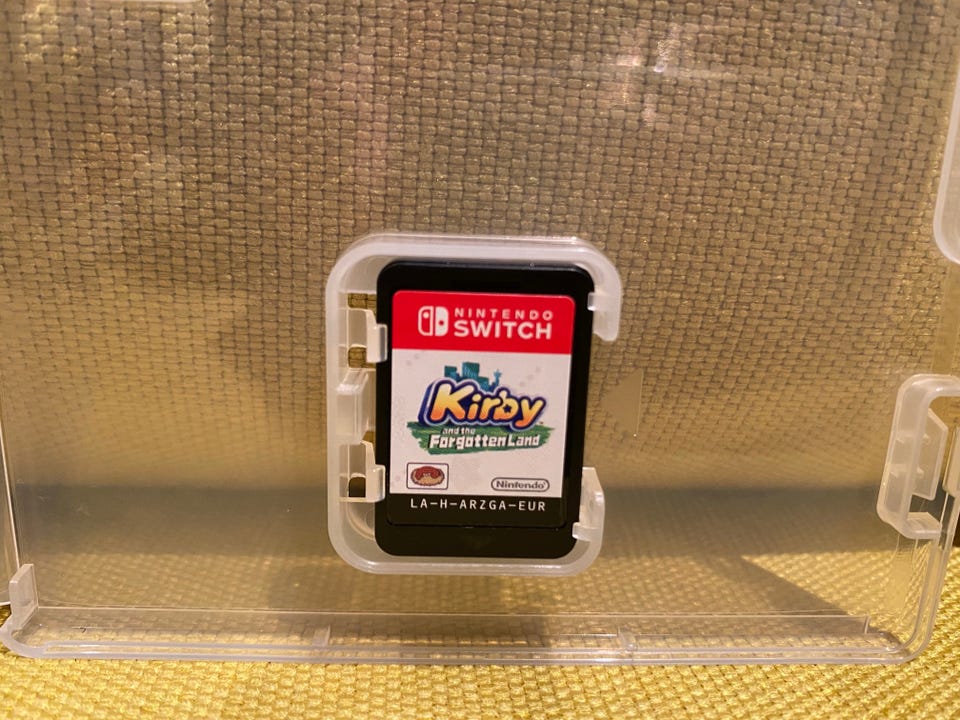 NINTENDO
SWITCH
Kirby
and the
Forgotten Land
Nintendo
LA-H-ARZGA-EUR